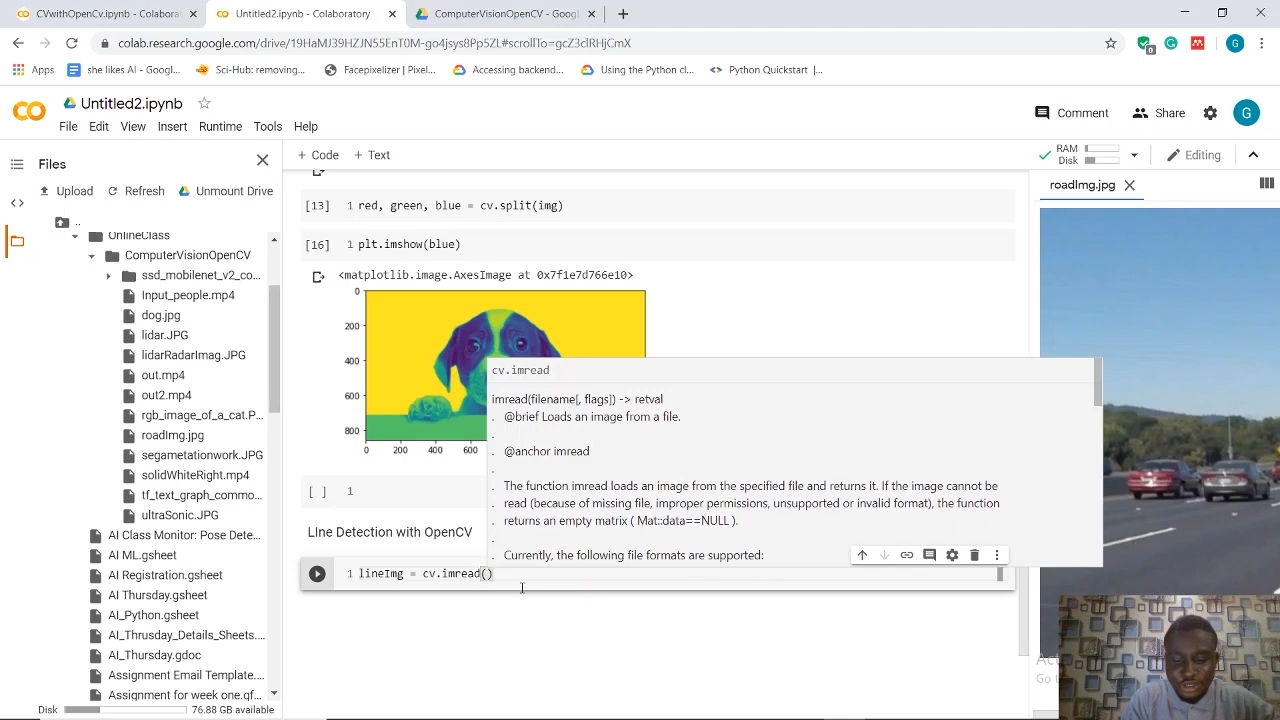 CVwithOpenCv.ipynb - Colaborat
Untitled2.ipynb - Colaboratory
ComputerVisionOpenCV - Googl
colab.research.google.com/drive/19HaMJ39HZJN55EnT0M-go4jsys8Pp5Zk#scrollTo=gcZ3clRHjCmX
Apps
she likes AI - Googl...
Sci-Hub: removing...
Facepixelizer | Pixel...
Accessing backend...
Using the Python cl...
Python Quickstart |...
Untitled2.ipynb
File Edit View Insert Runtime Tools Help
Comment
Share
G
Files
+ Code + Text
RAM
Disk
Editing
Upload Refresh Unmount Drive
..
OnlineClass
ComputerVisionOpenCV
ssd_mobilenet_v2_co...
Input_people.mp4
dog.jpg
lidar.JPG
lidarRadarImag.JPG
out.mp4
out2.mp4
rgb_image_of_a_cat.P...
roadImg.jpg
segametationwork.JPG
solidWhiteRight.mp4
tf_text_graph_commo...
ultrasonic.JPG
AI Class Monitor: Pose Dete...
AI ML.gsheet
AI Registration.gsheet
AI Thursday.gsheet
AI_Python.gsheet
AI_Thrusday_Details_Sheets....
AI_Thursday.gdoc
Assignment Email Template....
Assignment for week one.gf...
Disk 76.88 GB available
[13] 1 red, green, blue = cv.split(img)
[16] 1 plt.imshow(blue)
<matplotlib.image.AxesImage at 0x7f1e7d766e10>
0
200
400
600
800
0 200 400 600
[ ] 1
LIne Detection with OpenCV
1 lineImg = cv.imread()
cv.imread
imread(filename[, flags]) -> retval
. @brief Loads an image from a file.
.
. @anchor imread
.
. The function imread loads an image from the specified file and returns it. If the image cannot be
. read (because of missing file, improper permissions, unsupported or invalid format), the function
. returns an empty matrix ( Mat::data==NULL ).
.
. Currently, the following file formats are supported:
roadImg.jpg